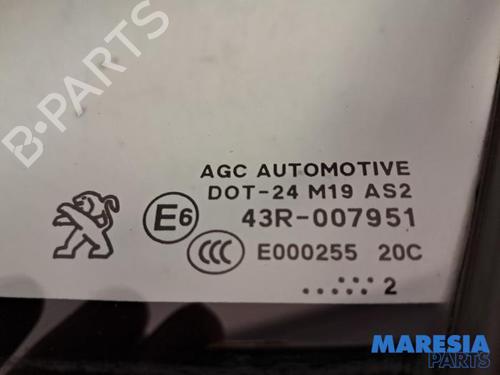 B-PARTS
AGC AUTOMOTIVE
DOT-24 M19 AS2
E6 43R-007951
CCC E000255 20C
.....:::: 2
MARESIA
PARTS